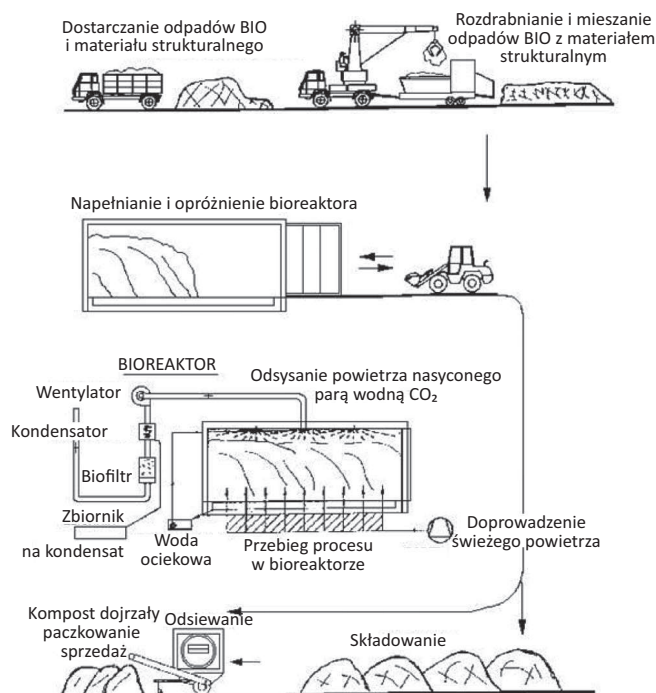 Dostarczanie odpadów BIO
i materiału strukturalnego
Rozdrabnianie i mieszanie
odpadów BIO z materiałem
strukturalnym
Napełnianie i opróżnienie bioreaktora
BIOREAKTOR
Wentylator
Kondensator
Biofiltr
Zbiornik
na kondensat
Odsysanie powietrza nasyconego
parą wodną CO₂
Woda
ociekowa
Przebieg procesu
w bioreaktorze
Doprowadzenie
świeżego powietrza
Kompost dojrzały
paczkowanie
sprzedaż
Odsiewanie
Składowanie